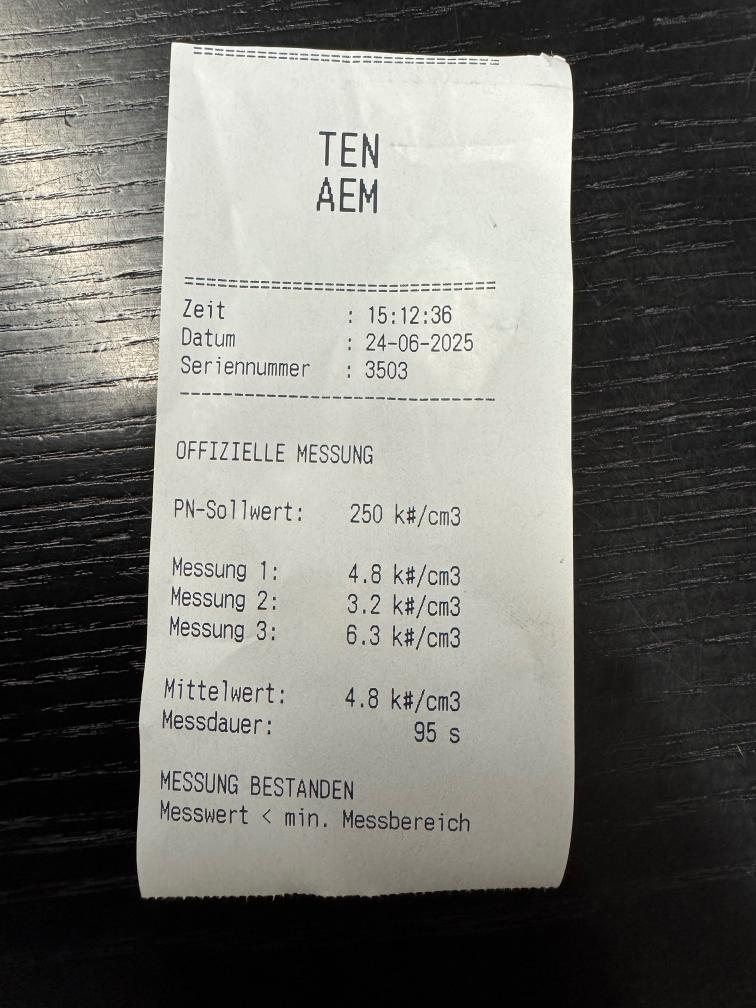 ==============================
TEN
AEM
==============================
Zeit : 15:12:36
Datum : 24-06-2025
Seriennummer : 3503
------------------------------
OFFIZIELLE MESSUNG
PN-Sollwert: 250 k#/cm3
Messung 1: 4.8 k#/cm3
Messung 2: 3.2 k#/cm3
Messung 3: 6.3 k#/cm3
Mittelwert: 4.8 k#/cm3
Messdauer: 95 s
MESSUNG BESTANDEN
Messwert < min. Messbereich